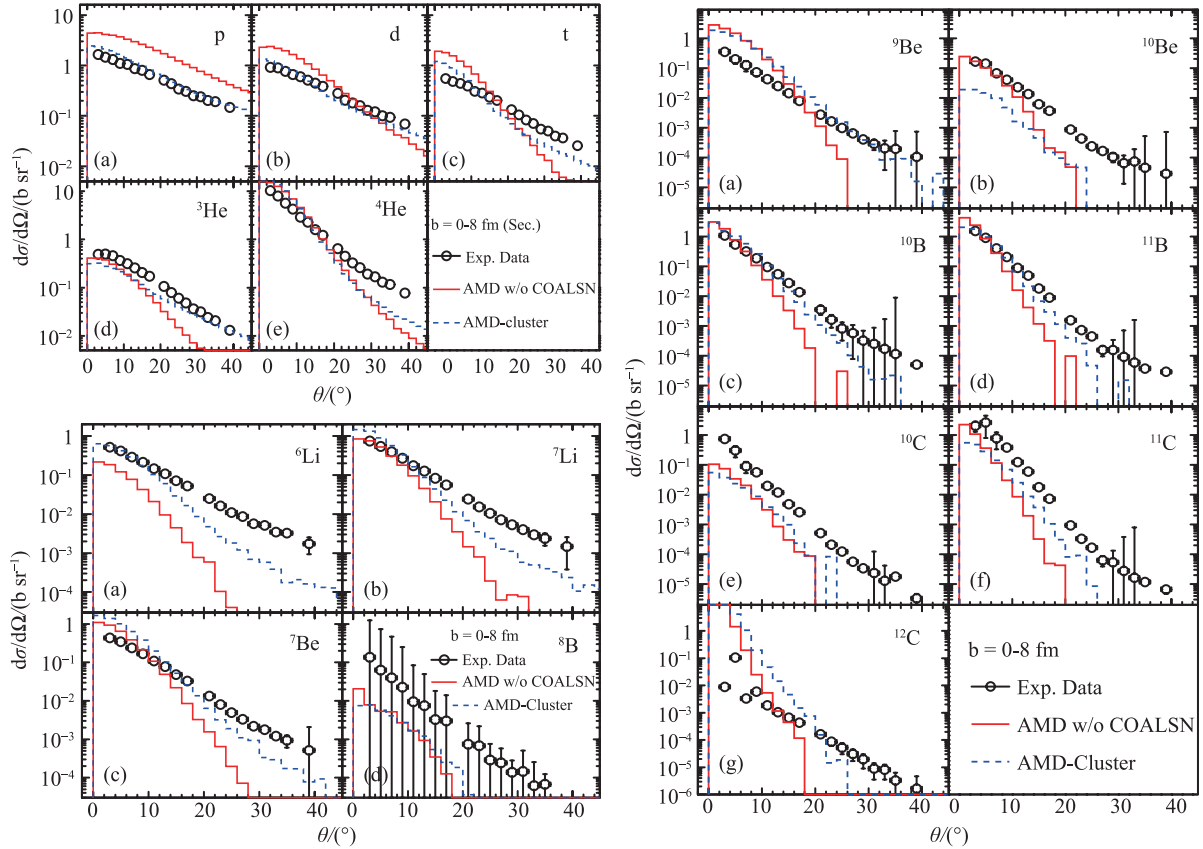 dσ/dΩ/(b sr⁻¹)
10
1
10⁻¹
10⁻²
p
(a)
d
(b)
t
(c)
10
1
10⁻¹
10⁻²
³He
(d)
⁴He
(e)
b = 0-8 fm (Sec.)
Exp. Data
AMD w/o COALSN
AMD-cluster
0 10 20 30 40 0 10 20 30 40 0 10 20 30 40
θ/(°)
dσ/dΩ/(b sr⁻¹)
1
10⁻¹
10⁻²
10⁻³
10⁻⁴
⁶Li
(a)
⁷Li
(b)
1
10⁻¹
10⁻²
10⁻³
10⁻⁴
⁷Be
(c)
b = 0-8 fm
⁸B
Exp. Data
AMD w/o COALSN
AMD-Cluster
(d)
0 10 20 30 40 0 10 20 30 40
θ/(°)
dσ/dΩ/(b sr⁻¹)
1
10⁻¹
10⁻²
10⁻³
10⁻⁴
10⁻⁵
⁹Be
(a)
¹⁰Be
(b)
1
10⁻¹
10⁻²
10⁻³
10⁻⁴
10⁻⁵
¹⁰B
(c)
¹¹B
(d)
1
10⁻¹
10⁻²
10⁻³
10⁻⁴
10⁻⁵
¹⁰C
(e)
¹¹C
(f)
1
10⁻¹
10⁻²
10⁻³
10⁻⁴
10⁻⁵
10⁻⁶
¹²C
(g)
b = 0-8 fm
Exp. Data
AMD w/o COALSN
AMD-Cluster
0 10 20 30 40 0 10 20 30 40
θ/(°)